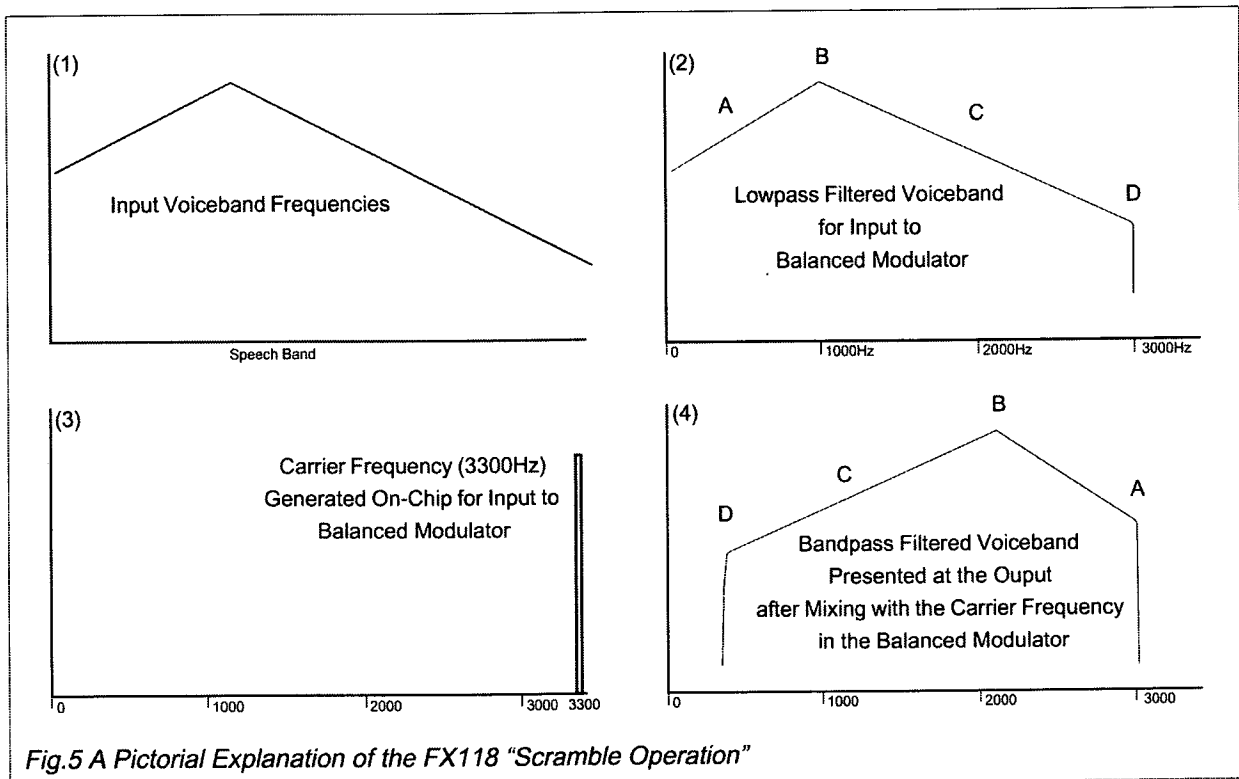 (1)
Input Voiceband Frequencies
Speech Band
(2)
B
A
C
D
Lowpass Filtered Voiceband
for Input to
Balanced Modulator
0 1000Hz 2000Hz 3000Hz
(3)
Carrier Frequency (3300Hz)
Generated On-Chip for Input to
Balanced Modulator
0 1000 2000 3000 3300
(4)
B
C
A
D
Bandpass Filtered Voiceband
Presented at the Ouput
after Mixing with the Carrier Frequency
in the Balanced Modulator
0 1000 2000 3000
Fig.5 A Pictorial Explanation of the FX118 “Scramble Operation”